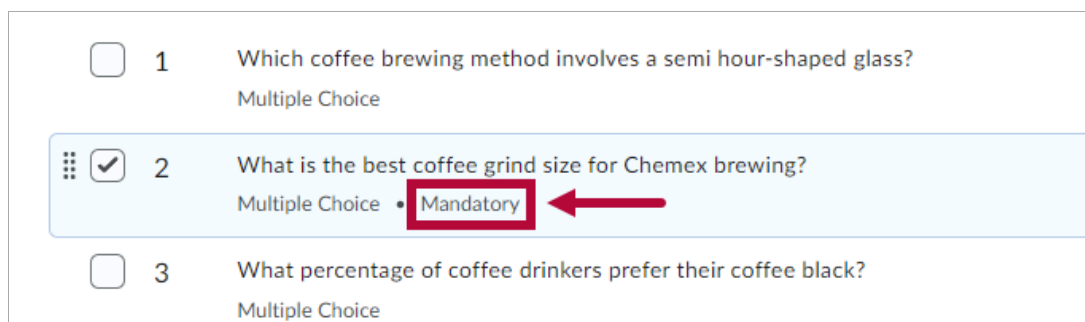 1 Which coffee brewing method involves a semi hour-shaped glass?
Multiple Choice
2 What is the best coffee grind size for Chemex brewing?
Multiple Choice • Mandatory
3 What percentage of coffee drinkers prefer their coffee black?
Multiple Choice